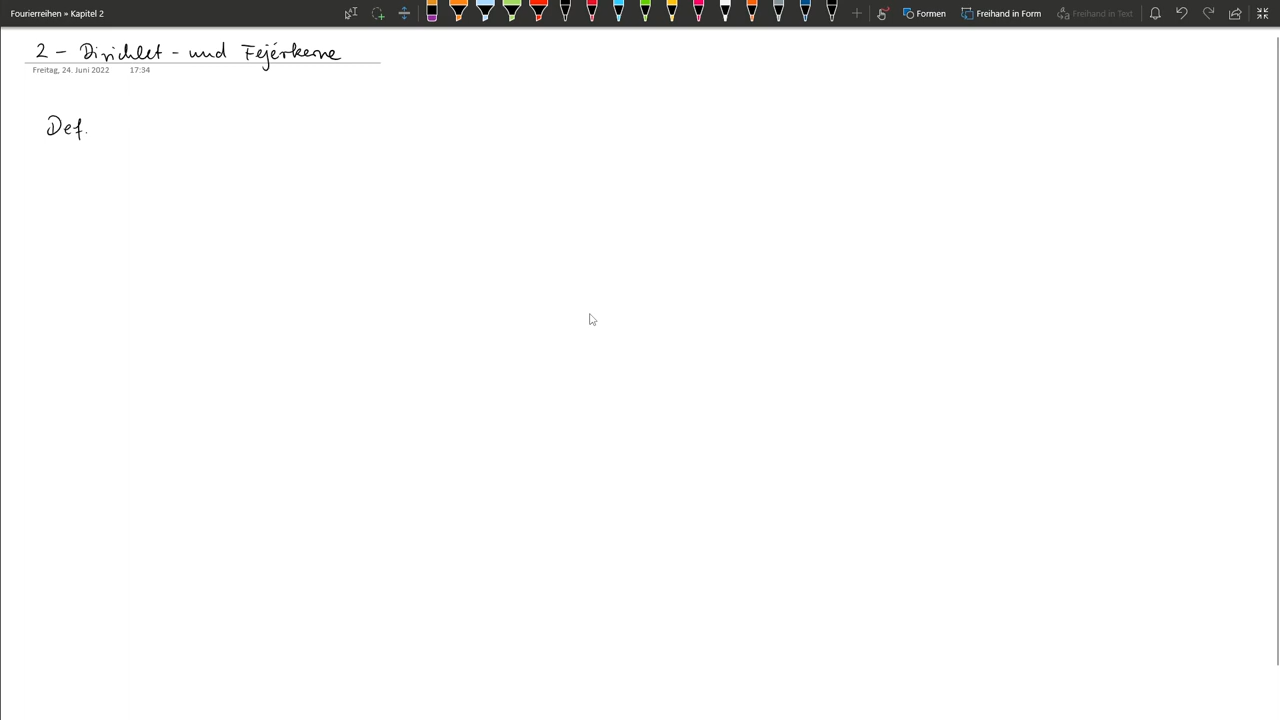 Fourierreihen » Kapitel 2
Formen
Freihand in Form
Freihand in Text
2 - Dirichlet - und Fejérkerne
Freitag, 24. Juni 2022 17:34
Def.